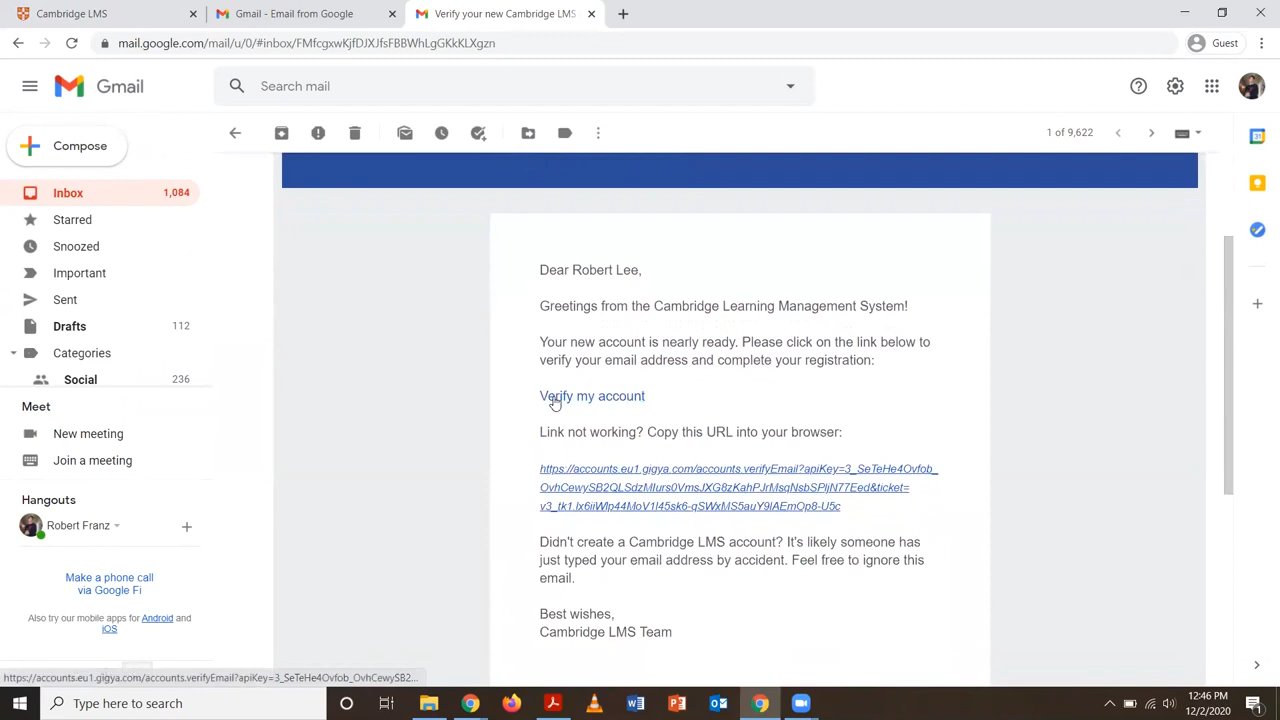 Cambridge LMS
Gmail - Email from Google
Verify your new Cambridge LMS
mail.google.com/mail/u/0/#inbox/FMfcgxwKjfDJXJfsFBBWhLgGKkKLXgzn
Guest
Gmail
Search mail
Compose
1 of 9,622
Inbox 1,084
Starred
Snoozed
Important
Sent
Drafts 112
Categories
Social 236
Meet
New meeting
Join a meeting
Hangouts
Robert Franz
Make a phone call
via Google Fi
Also try our mobile apps for Android and
iOS
Dear Robert Lee,
Greetings from the Cambridge Learning Management System!
Your new account is nearly ready. Please click on the link below to
verify your email address and complete your registration:
Verify my account
Link not working? Copy this URL into your browser:
https://accounts.eu1.gigya.com/accounts.verifyEmail?apiKey=3_SeTeHe4Ovfob_
OvhCewySB2QLSdzMIurs0VmsJXG8zKahPJrMsqNsbSPljN77Eed&ticket=
v3_tk1.Ix6iiWlp44MoV1I45sk6-qSWxMS5auY9IAEmOp8-U5c
Didn't create a Cambridge LMS account? It's likely someone has
just typed your email address by accident. Feel free to ignore this
email.
Best wishes,
Cambridge LMS Team
https://accounts.eu1.gigya.com/accounts.verifyEmail?apiKey=3_SeTeHe4Ovfob_OvhCewySB2...
Type here to search
12:46 PM
12/2/2020